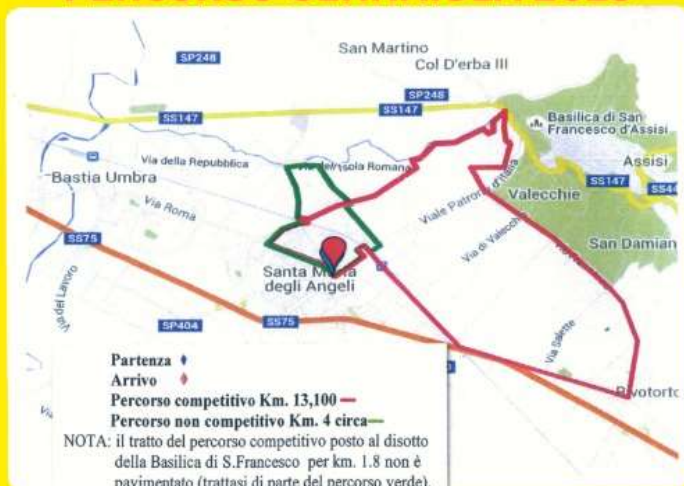 SP248
San Martino
Col D'erba III
SP248
SS147
SS147
Basilica di San
Francesco d'Assisi
Via della Repubblica
Assisi
Bastia Umbra
SS147
Valecchie
Viale Patrono d'Italia
Via Roma
Via di Valecchie
SS75
San Damian
Santa Maria
degli Angeli
Via del Lavoro
SP404
SS75
Via Salette
Rivotorto
Partenza
Arrivo
Percorso competitivo Km. 13,100
Percorso non competitivo Km. 4 circa
NOTA: il tratto del percorso competitivo posto al disotto
della Basilica di S.Francesco per km. 1.8 non è
pavimentato (trattasi di parte del percorso verde).